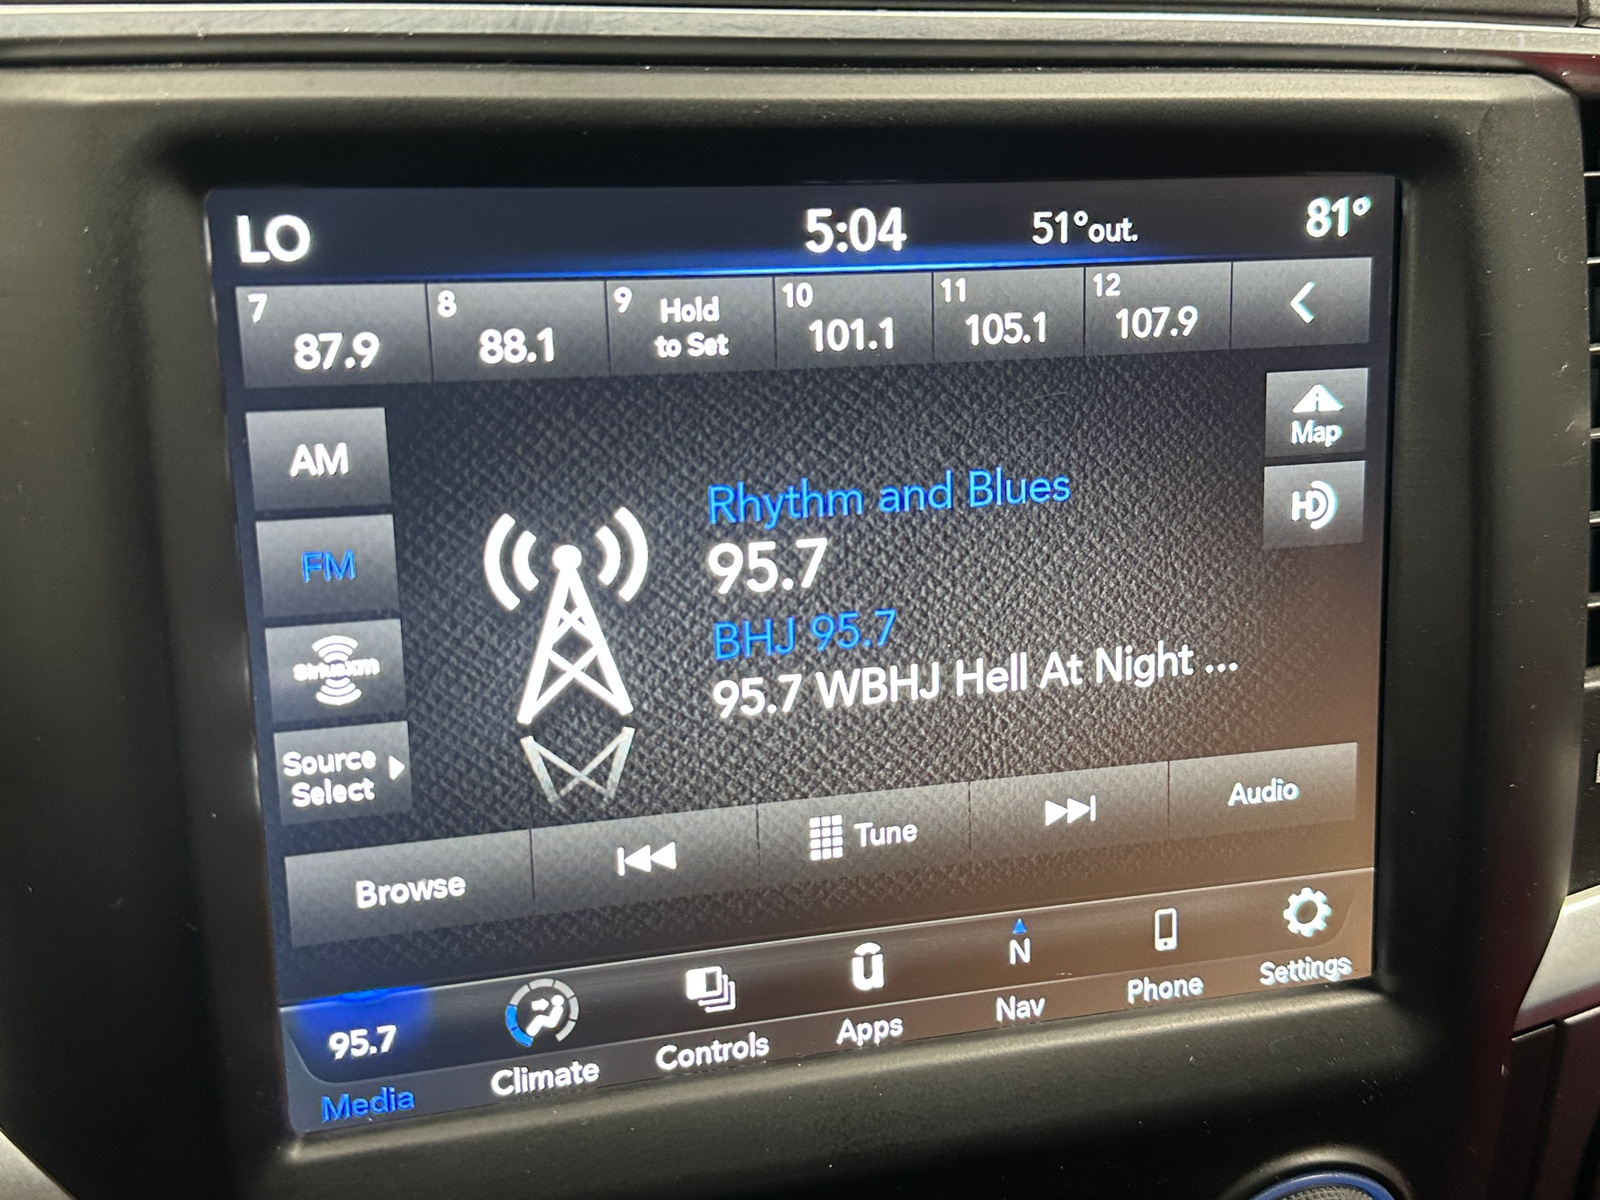 LO 5:04 51°out. 81°
7 87.9 8 88.1 9 Hold to Set 10 101.1 11 105.1 12 107.9
Map
AM
HD
Rhythm and Blues
FM
95.7
BHJ 95.7
SiriusXm
95.7 WBHJ Hell At Night ...
Source
Select
Browse Tune Audio
N
95.7
Media Climate Controls Apps Nav Phone Settings